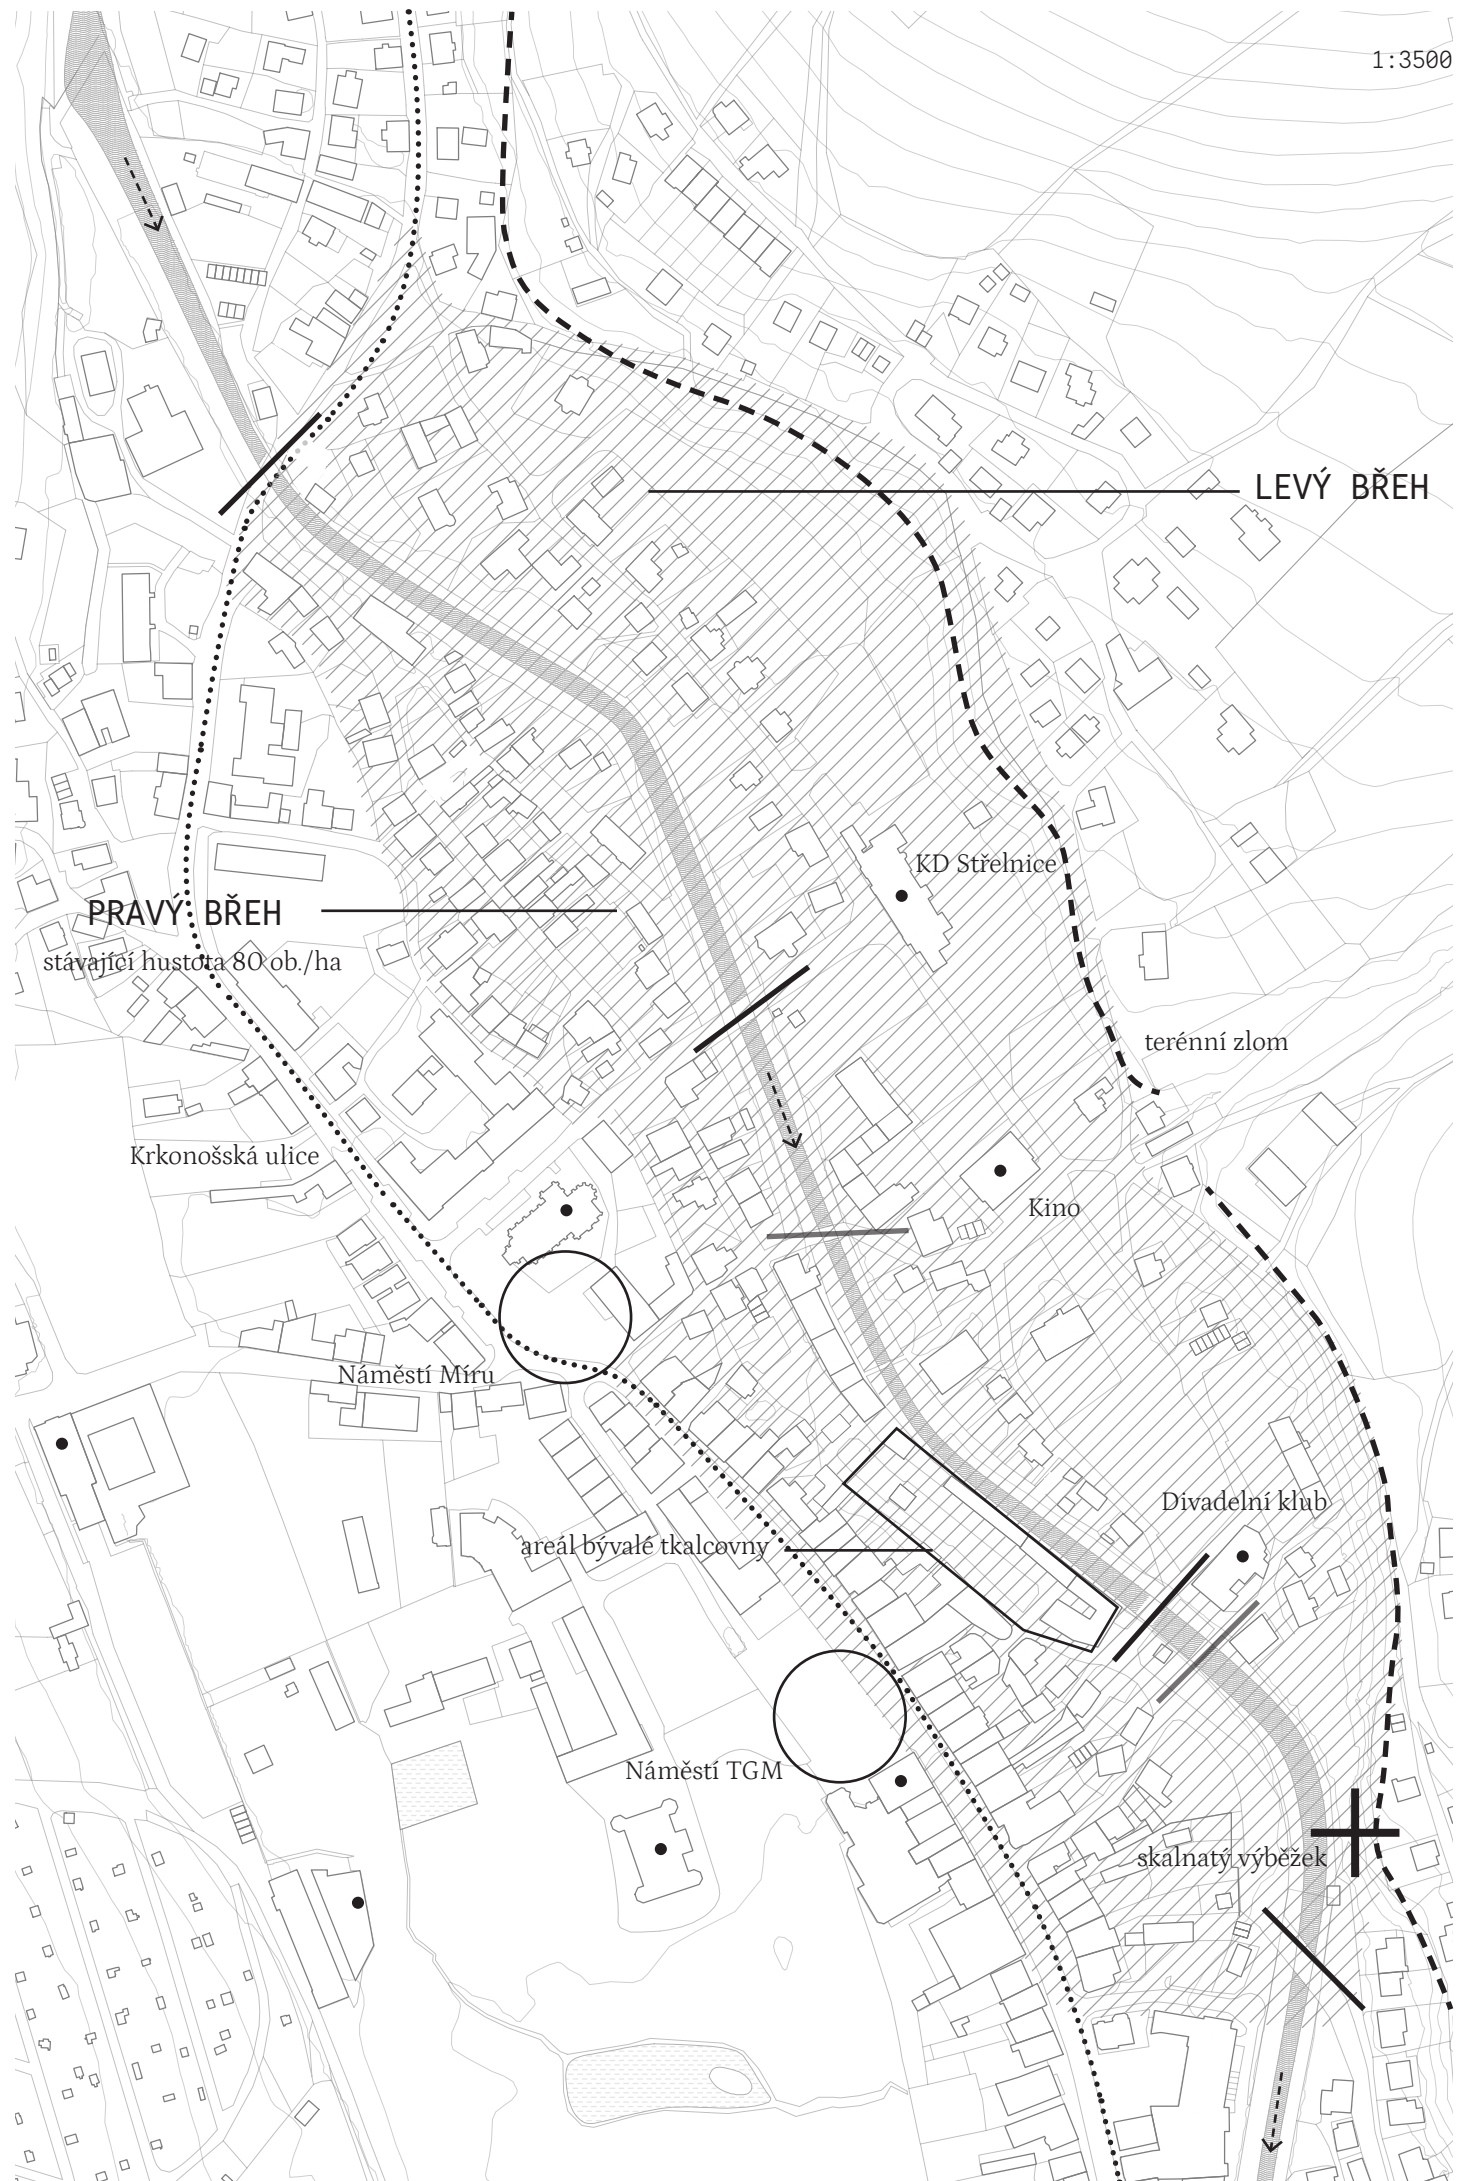 1:3500
LEVÝ BŘEH
KD Střelnice
PRAVÝ BŘEH
stávající hustota 80 ob./ha
terénní zlom
Krkonošská ulice
Kino
Náměstí Míru
Divadelní klub
areál bývalé tkalcovny
Náměstí TGM
skalnatý výběžek